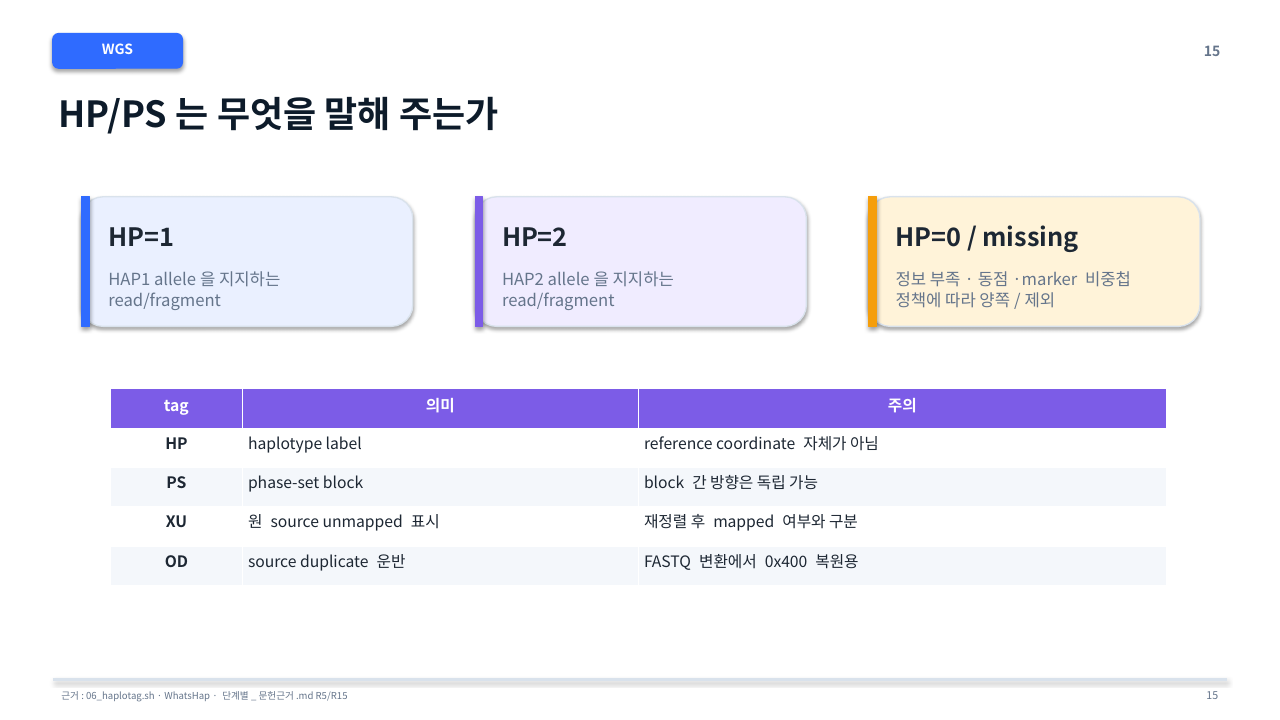 WGS
15
HP/PS 는 무엇을 말해 주는가
HP=1
HAP1 allele 을 지지하는
read/fragment
HP=2
HAP2 allele 을 지지하는
read/fragment
HP=0 / missing
정보 부족 · 동점 ·marker 비중첩
정책에 따라 양쪽 / 제외
tag 의미 주의
HP haplotype label reference coordinate 자체가 아님
PS phase-set block block 간 방향은 독립 가능
XU 원 source unmapped 표시 재정렬 후 mapped 여부와 구분
OD source duplicate 운반 FASTQ 변환에서 0x400 복원용
근거 : 06_haplotag.sh · WhatsHap · 단계별 _ 문헌근거 .md R5/R15
15